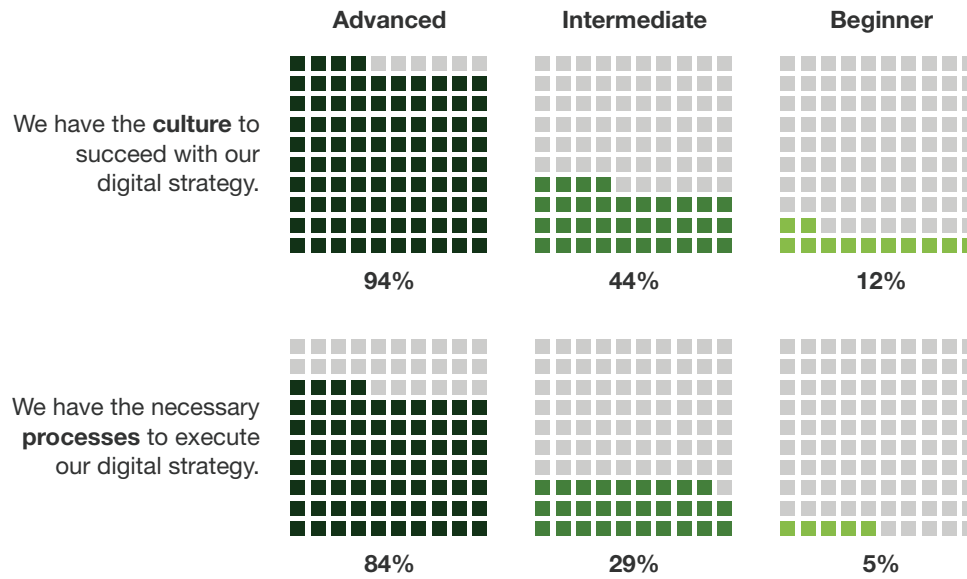 Advanced Intermediate Beginner
We have the culture to
succeed with our
digital strategy.
94% 44% 12%
We have the necessary
processes to execute
our digital strategy.
84% 29% 5%